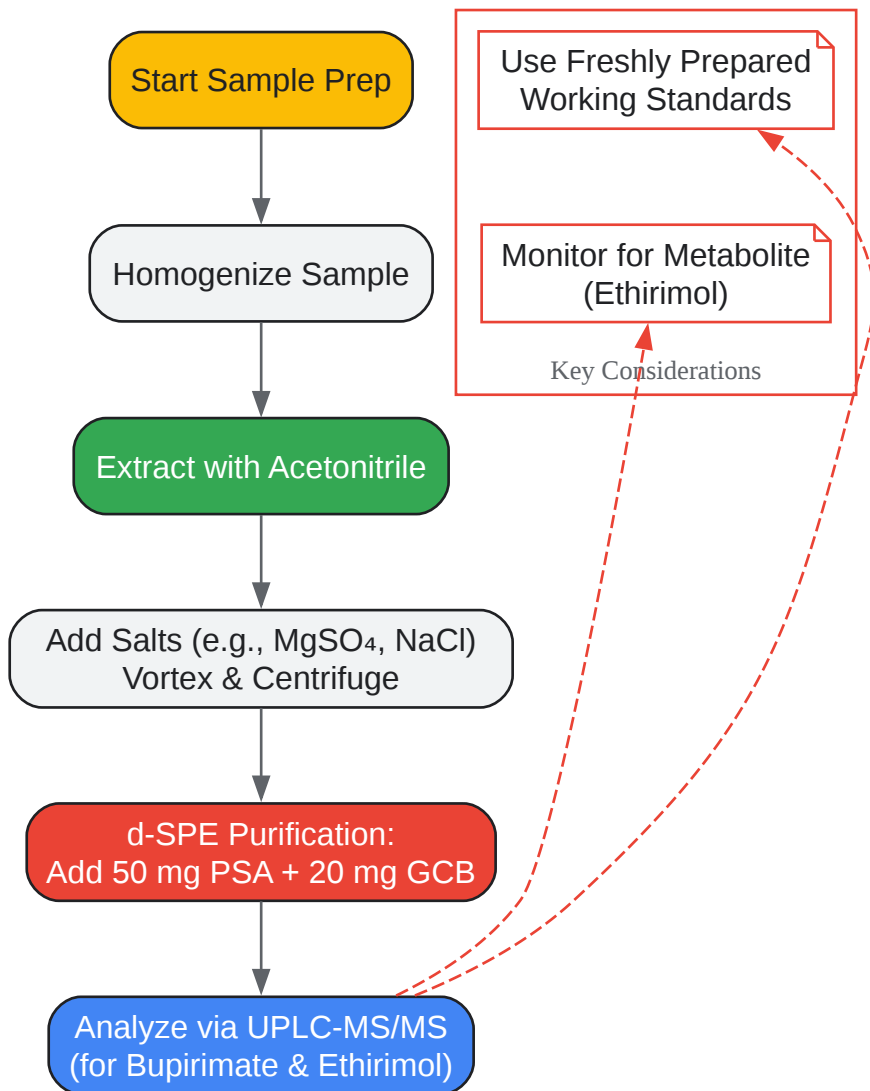 Start Sample Prep
Homogenize Sample
Extract with Acetonitrile
Add Salts (e.g., MgSO₄, NaCl)
Vortex & Centrifuge
d-SPE Purification:
Add 50 mg PSA + 20 mg GCB
Analyze via UPLC-MS/MS
(for Bupirimate & Ethirimol)
Use Freshly Prepared
Working Standards
Monitor for Metabolite
(Ethirimol)
Key Considerations